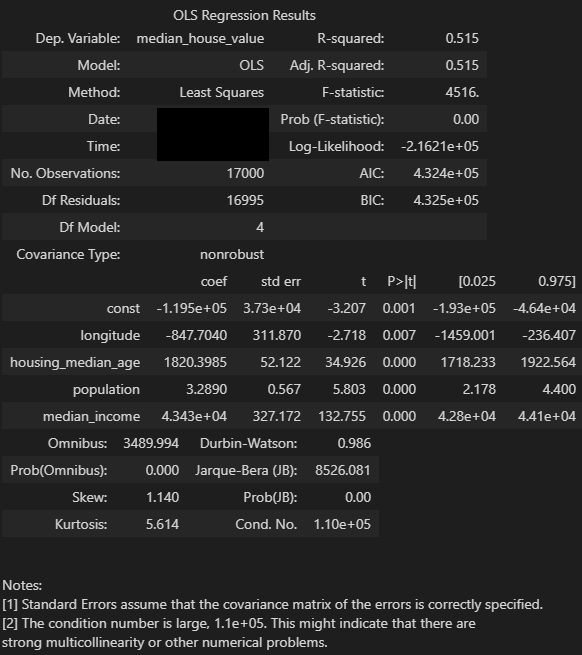 OLS Regression Results
Dep. Variable: median_house_value R-squared: 0.515
Model: OLS Adj. R-squared: 0.515
Method: Least Squares F-statistic: 4516.
Date: Prob (F-statistic): 0.00
Time: Log-Likelihood: -2.1621e+05
No. Observations: 17000 AIC: 4.324e+05
Df Residuals: 16995 BIC: 4.325e+05
Df Model: 4
Covariance Type: nonrobust
coef std err t P>|t| [0.025 0.975]
const -1.195e+05 3.73e+04 -3.207 0.001 -1.93e+05 -4.64e+04
longitude -847.7040 311.870 -2.718 0.007 -1459.001 -236.407
housing_median_age 1820.3985 52.122 34.926 0.000 1718.233 1922.564
population 3.2890 0.567 5.803 0.000 2.178 4.400
median_income 4.343e+04 327.172 132.755 0.000 4.28e+04 4.41e+04
Omnibus: 3489.994 Durbin-Watson: 0.986
Prob(Omnibus): 0.000 Jarque-Bera (JB): 8526.081
Skew: 1.140 Prob(JB): 0.00
Kurtosis: 5.614 Cond. No. 1.10e+05
Notes:
[1] Standard Errors assume that the covariance matrix of the errors is correctly specified.
[2] The condition number is large, 1.1e+05. This might indicate that there are
strong multicollinearity or other numerical problems.